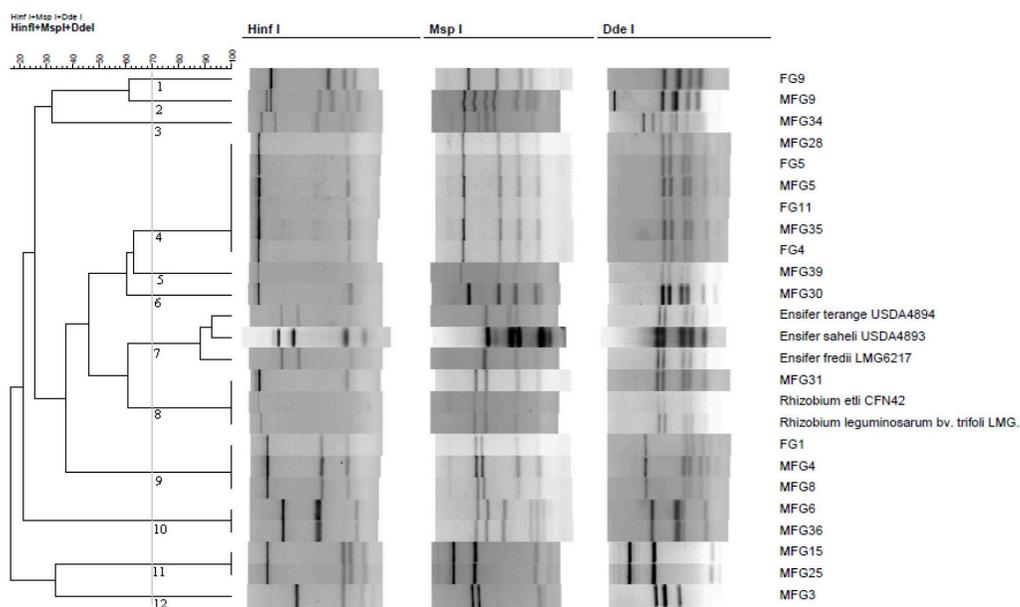 Hinf I+Msp I+Dde I
HinfI+MspI+DdeI
Hinf I Msp I Dde I
20 30 40 50 60 70 80 90 100
FG9
1
MFG9
2
MFG34
3
MFG28
FG5
MFG5
FG11
MFG35
4
FG4
MFG39
5
MFG30
6
Ensifer terange USDA4894
Ensifer saheli USDA4893
7
Ensifer fredii LMG6217
MFG31
Rhizobium etli CFN42
8
Rhizobium leguminosarum bv. trifoli LMG.
FG1
MFG4
9
MFG8
MFG6
10
MFG36
MFG15
11
MFG25
MFG3
12